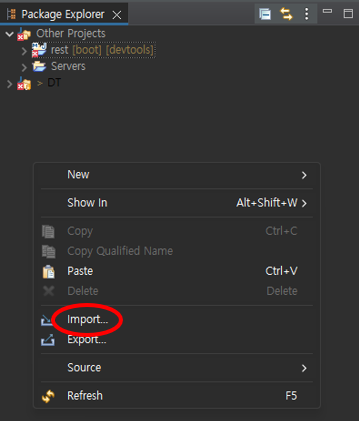 Package Explorer
Other Projects
rest [boot] [devtools]
Servers
> DT
New
Show In Alt+Shift+W
Copy Ctrl+C
Copy Qualified Name
Paste Ctrl+V
Delete Delete
Import...
Export...
Source
Refresh F5